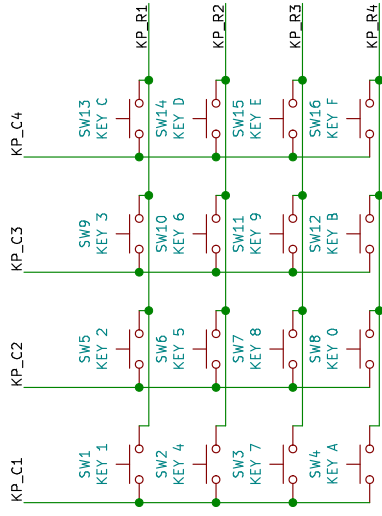 KP_R1
KP_R2
KP_R3
KP_R4
KP_C4
SW13
KEY C
SW14
KEY D
SW15
KEY E
SW16
KEY F
KP_C3
SW9
KEY 3
SW10
KEY 6
SW11
KEY 9
SW12
KEY B
KP_C2
SW5
KEY 2
SW6
KEY 5
SW7
KEY 8
SW8
KEY 0
KP_C1
SW1
KEY 1
SW2
KEY 4
SW3
KEY 7
SW4
KEY A